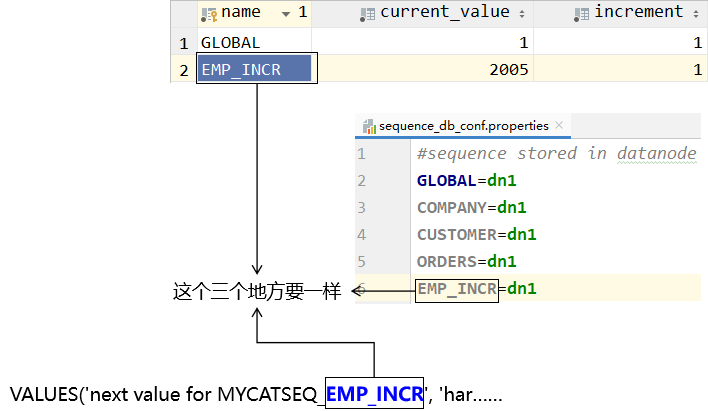 name 1 current_value increment
1 GLOBAL 1 1
2 EMP_INCR 2005 1
sequence_db_conf.properties
1 #sequence stored in datanode
2 GLOBAL=dn1
3 COMPANY=dn1
4 CUSTOMER=dn1
5 ORDERS=dn1
6 EMP_INCR=dn1
这个三个地方要一样
VALUES('next value for MYCATSEQ_EMP_INCR', 'har......